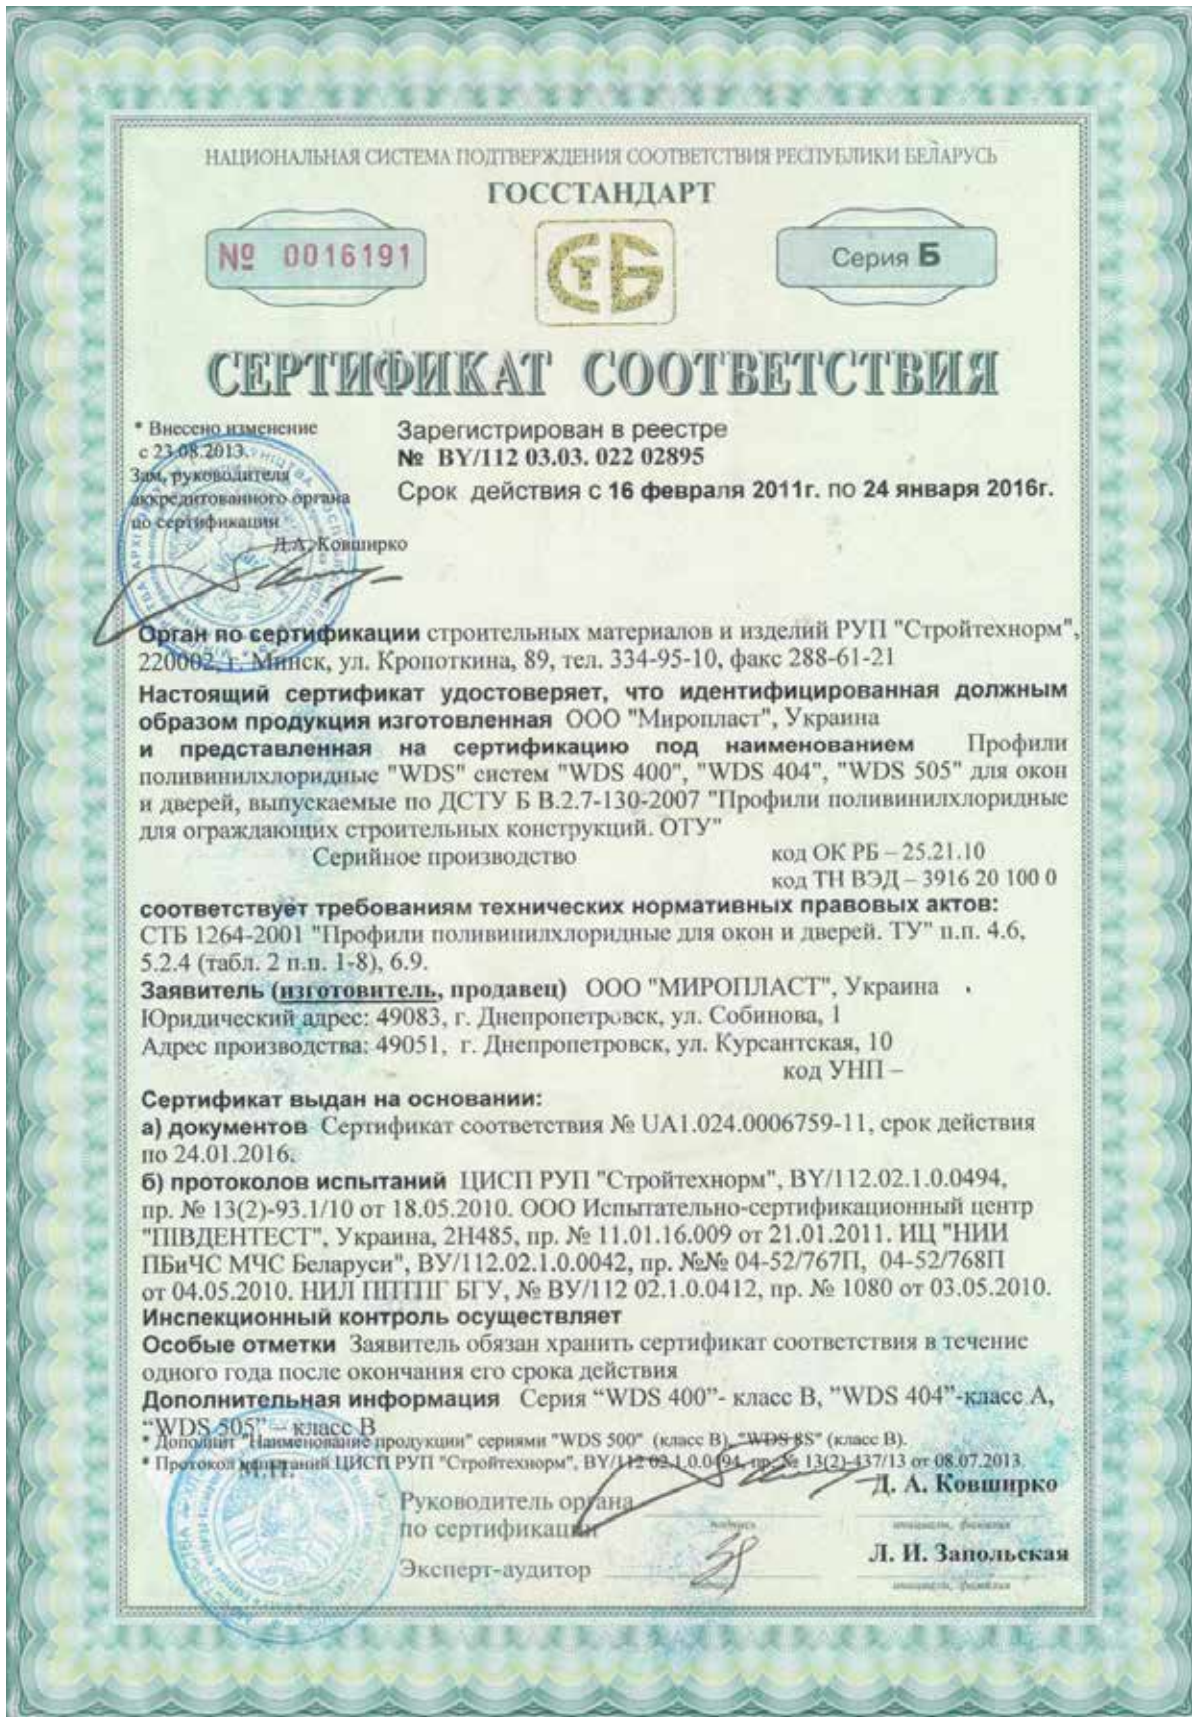 НАЦИОНАЛЬНАЯ СИСТЕМА ПОДТВЕРЖДЕНИЯ СООТВЕТСТВИЯ РЕСПУБЛИКИ БЕЛАРУСЬ
ГОССТАНДАРТ
№ 0016191
СТБ
Серия Б
СЕРТИФИКАТ СООТВЕТСТВИЯ
* Внесено изменение
с 23.08.2013.
Зам. руководителя
аккредитованного органа
по сертификации
Д.А. Ковширко
Зарегистрирован в реестре
№ BY/112 03.03. 022 02895
Срок действия с 16 февраля 2011г. по 24 января 2016г.
Орган по сертификации строительных материалов и изделий РУП "Стройтехнорм",
220002, г. Минск, ул. Кропоткина, 89, тел. 334-95-10, факс 288-61-21
Настоящий сертификат удостоверяет, что идентифицированная должным
образом продукция изготовленная ООО "Миропласт", Украина
и представленная на сертификацию под наименованием Профили
поливинилхлоридные "WDS" систем "WDS 400", "WDS 404", "WDS 505" для окон
и дверей, выпускаемые по ДСТУ Б В.2.7-130-2007 "Профили поливинилхлоридные
для ограждающих строительных конструкций. ОТУ"
Серийное производство
код ОК РБ – 25.21.10
код ТН ВЭД – 3916 20 100 0
соответствует требованиям технических нормативных правовых актов:
СТБ 1264-2001 "Профили поливинилхлоридные для окон и дверей. ТУ" п.п. 4.6,
5.2.4 (табл. 2 п.п. 1-8), 6.9.
Заявитель (изготовитель, продавец) ООО "МИРОПЛАСТ", Украина
Юридический адрес: 49083, г. Днепропетровск, ул. Собинова, 1
Адрес производства: 49051, г. Днепропетровск, ул. Курсантская, 10
код УНП –
Сертификат выдан на основании:
а) документов Сертификат соответствия № UA1.024.0006759-11, срок действия
по 24.01.2016.
б) протоколов испытаний ЦИСП РУП "Стройтехнорм", BY/112.02.1.0.0494,
пр. № 13(2)-93.1/10 от 18.05.2010. ООО Испытательно-сертификационный центр
"ПІВДЕНТЕСТ", Украина, 2Н485, пр. № 11.01.16.009 от 21.01.2011. ИЦ "НИИ
ПБиЧС МЧС Беларуси", ВУ/112.02.1.0.0042, пр. №№ 04-52/767П, 04-52/768П
от 04.05.2010. НИЛ ППТПГ БГУ, № ВУ/112 02.1.0.0412, пр. № 1080 от 03.05.2010.
Инспекционный контроль осуществляет
Особые отметки Заявитель обязан хранить сертификат соответствия в течение
одного года после окончания его срока действия
Дополнительная информация Серия “WDS 400”- класс В, ”WDS 404”-класс А,
“WDS 505” – класс В
* Дополнит "Наименование продукции" сериями "WDS 500" (класс В), "WDS 8S" (класс В).
* Протокол испытаний ЦИСП РУП "Стройтехнорм", BY/112 02.1.0.0494, пр. № 13(2)-437/13 от 08.07.2013.
М.П.
Руководитель органа
по сертификации
подпись
Д. А. Ковширко
инициалы, фамилия
Эксперт-аудитор
подпись
Л. И. Запольская
инициалы, фамилия